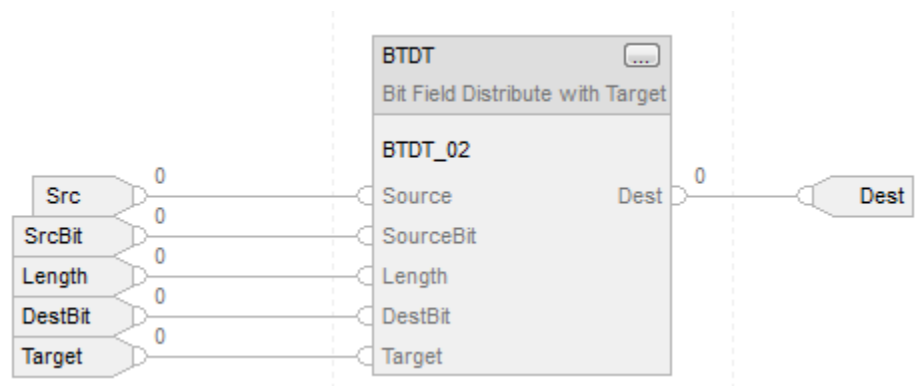 BTDT ...
Bit Field Distribute with Target
BTDT_02
0 0
Src Source Dest Dest
0
SrcBit SourceBit
0
Length Length
0
DestBit DestBit
0
Target Target